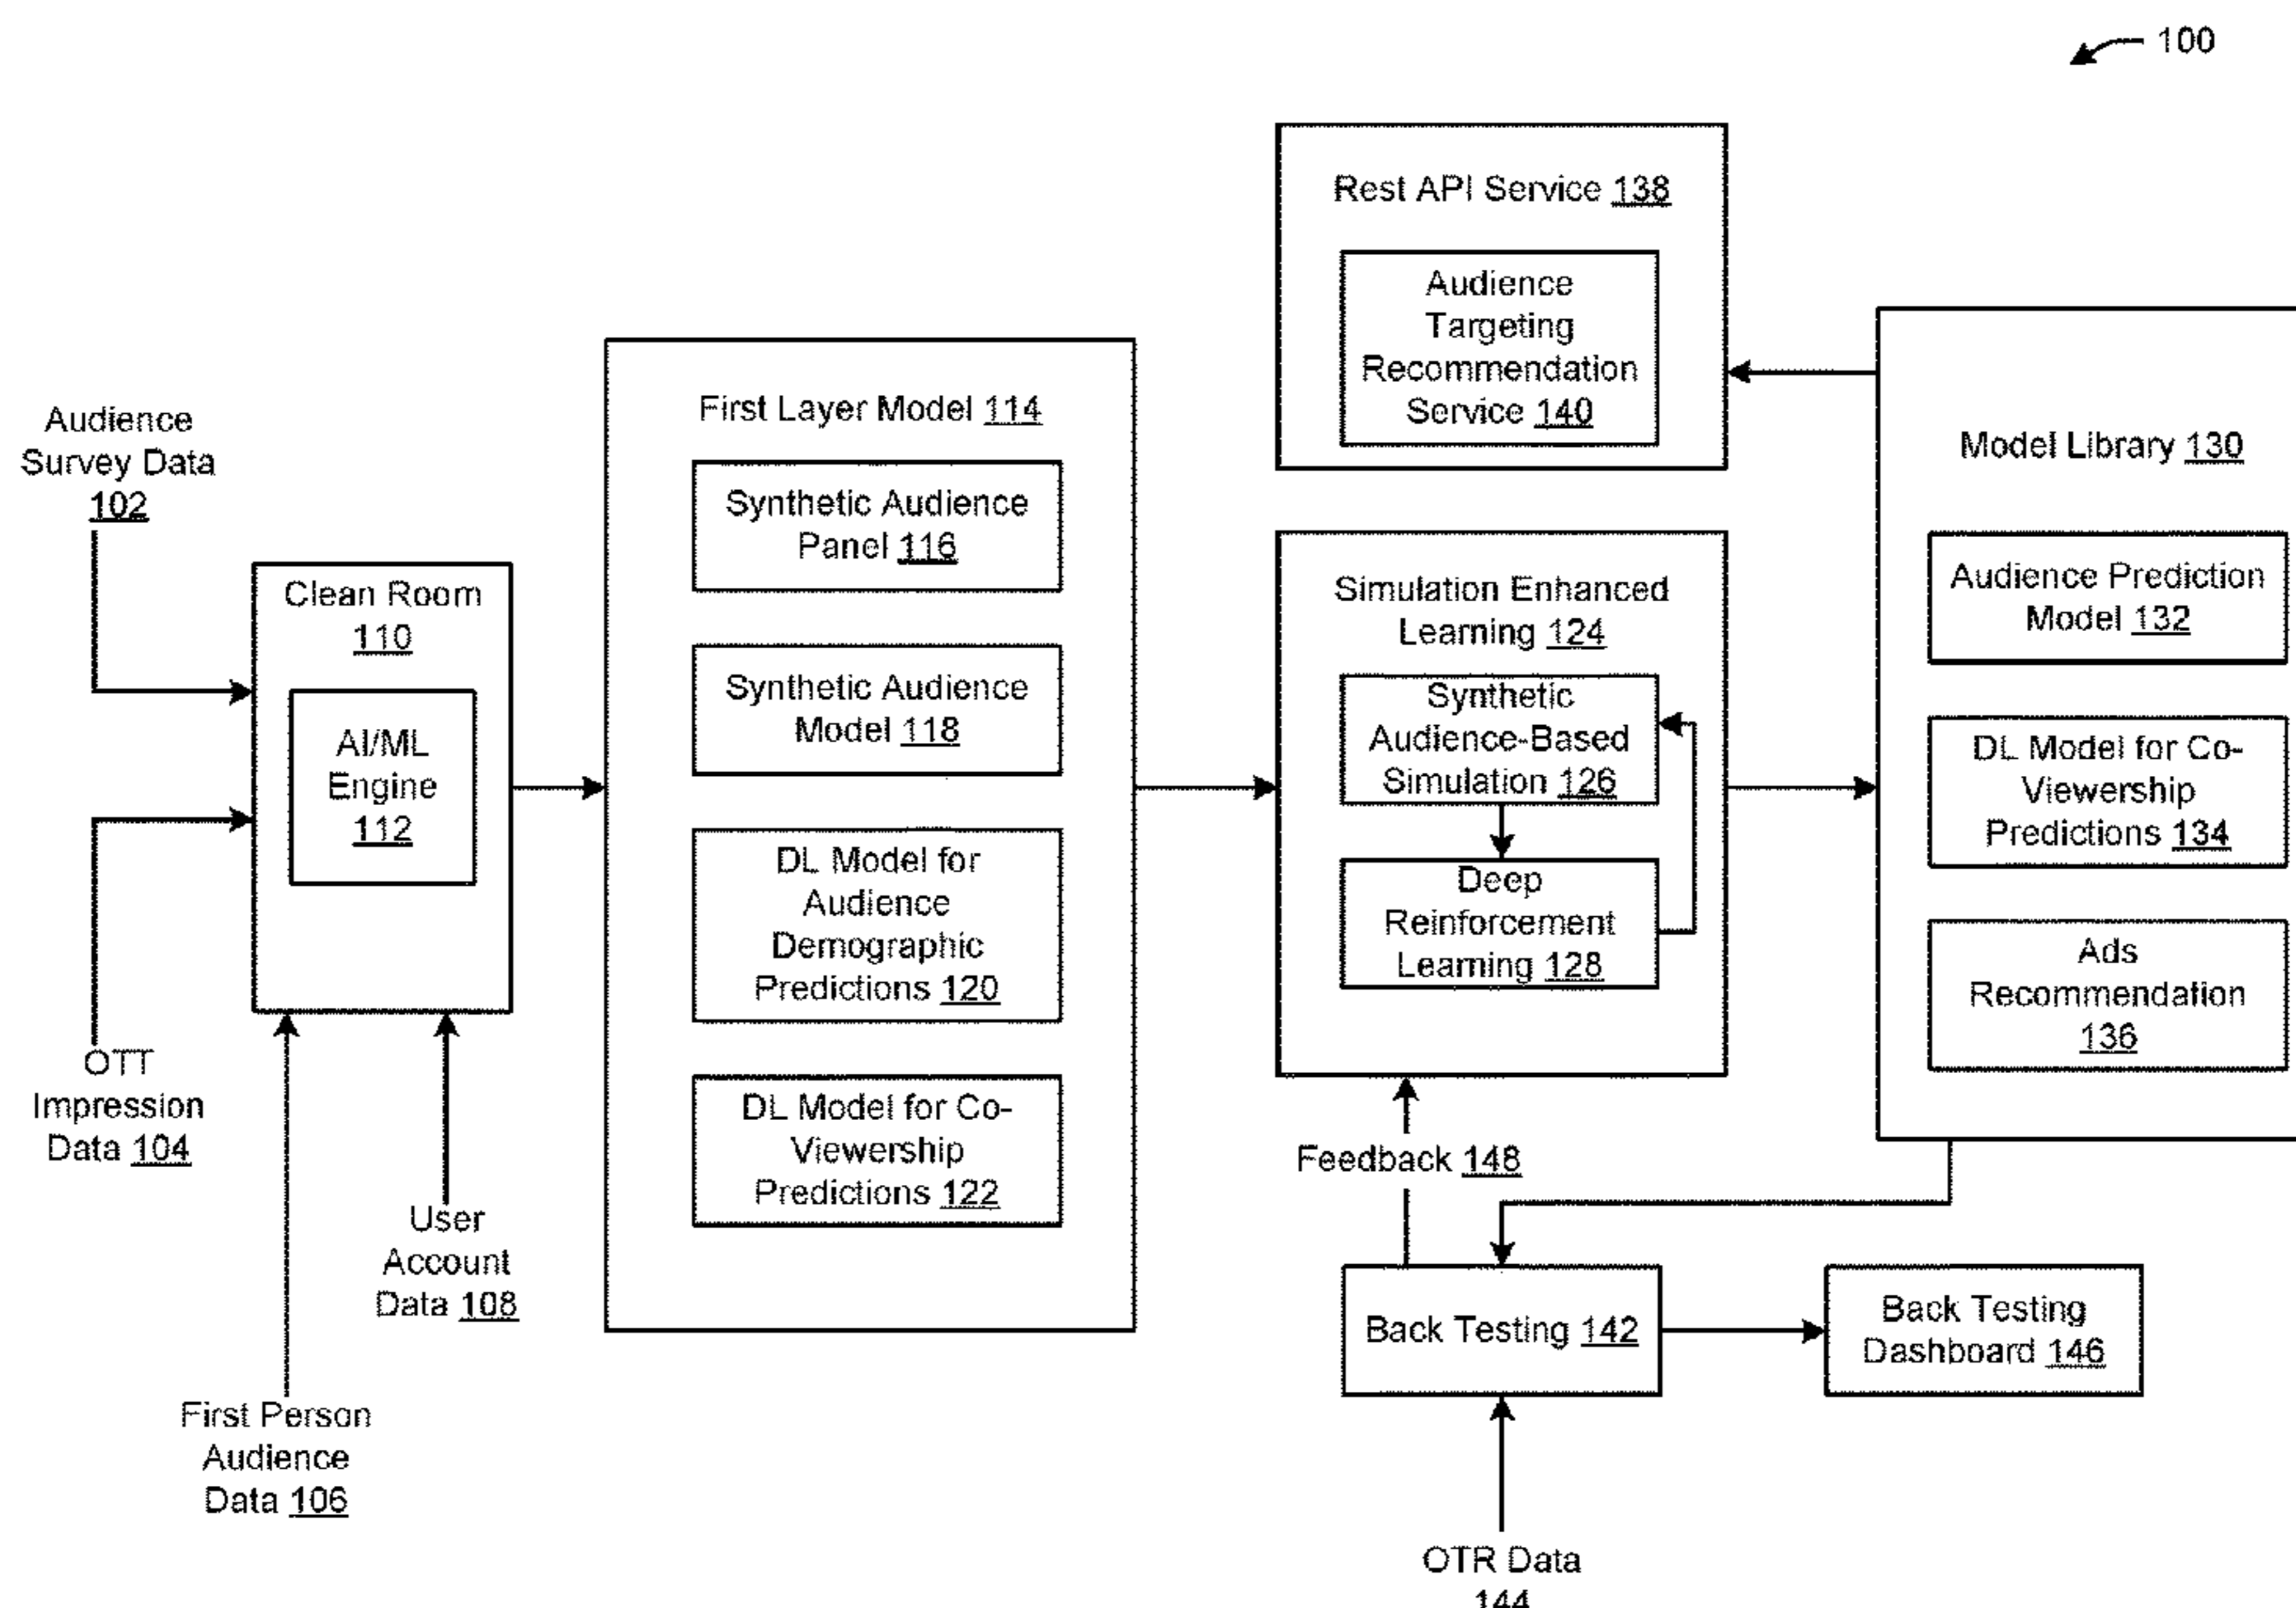 100
Rest API Service 138
Audience
Targeting
Recommendation
Service 140
Audience
Survey Data
102
First Layer Model 114
Model Library 130
Synthetic Audience
Panel 116
Clean Room
110
Simulation Enhanced
Learning 124
Audience Prediction
Model 132
Synthetic Audience
Model 118
Synthetic
Audience-Based
Simulation 126
AI/ML
Engine
112
DL Model for Co-
Viewership
Predictions 134
DL Model for
Audience
Demographic
Predictions 120
Deep
Reinforcement
Learning 128
Ads
Recommendation
136
OTT
Impression
Data 104
DL Model for Co-
Viewership
Predictions 122
Feedback 148
User
Account
Data 108
Back Testing 142
Back Testing
Dashboard 146
First Person
Audience
Data 106
OTR Data
144